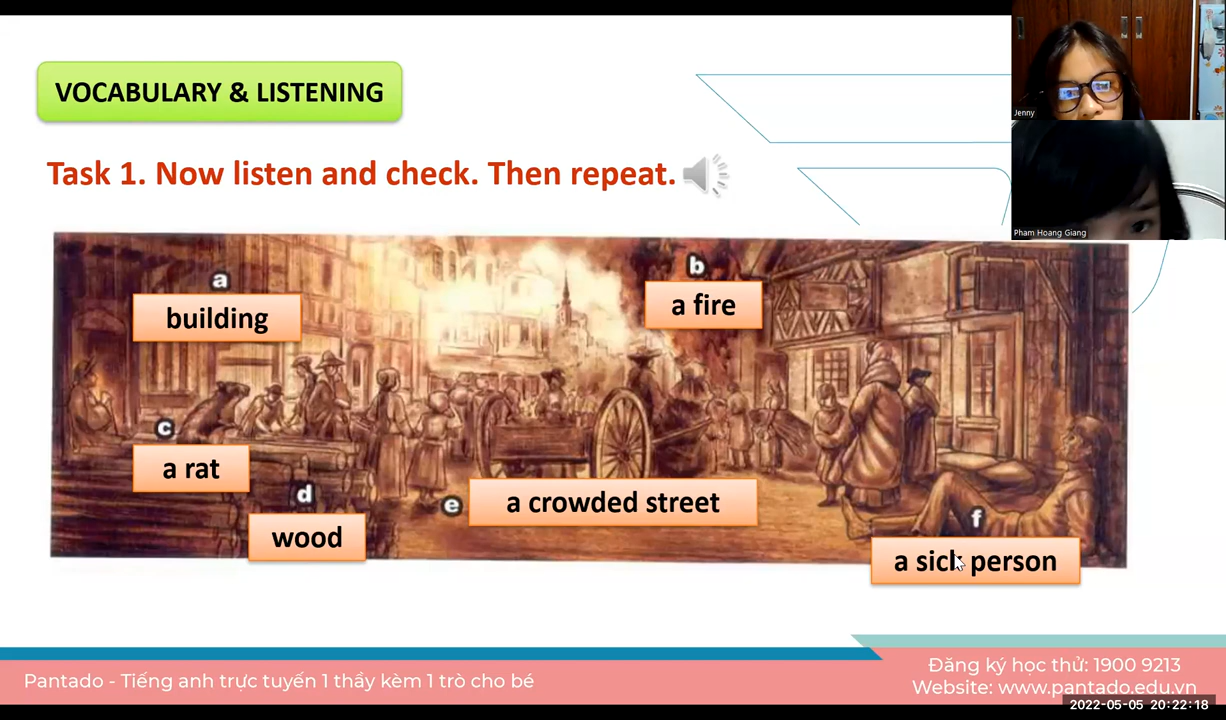 VOCABULARY & LISTENING
Jenny
Task 1. Now listen and check. Then repeat.
Pham Hoang Giang
a
building
b
a fire
c
a rat
d
wood
e
a crowded street
f
a sick person
Pantado - Tiếng anh trực tuyến 1 thầy kèm 1 trò cho bé
Đăng ký học thử: 1900 9213
Website: www.pantado.edu.vn
2022-05-05 20:22:18